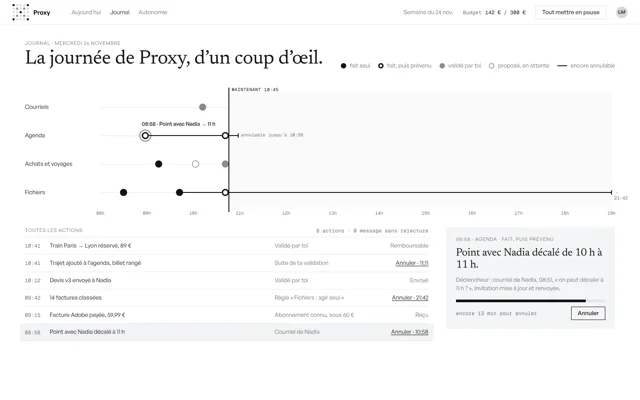 Proxy
Aujourd'hui
Journal
Autonomie
Semaine du 24 nov.
Budget 142 € / 300 €
Tout mettre en pause
LM
JOURNAL · MERCREDI 26 NOVEMBRE
La journée de Proxy, d'un coup d'œil.
fait seul
fait, puis prévenu
validé par toi
proposé, en attente
encore annulable
MAINTENANT 10:45
Courriels
08:58 · Point avec Nadia → 11 h
Agenda
annulable jusqu'à 10:58
Achats et voyages
Fichiers
21:42
08h 09h 10h 11h 12h 13h 14h 15h 16h 17h 18h 19h
TOUTES LES ACTIONS
9 actions · 0 message sans relecture
10:41 Train Paris → Lyon réservé, 89 € Validé par toi Remboursable
10:41 Trajet ajouté à l'agenda, billet rangé Suite de ta validation Annuler · 11:11
10:12 Devis v3 envoyé à Nadia Validé par toi Envoyé
09:42 14 factures classées Règle « Fichiers : agir seul » Annuler · 21:42
09:15 Facture Adobe payée, 59,99 € Abonnement connu, sous 60 € Reçu
08:58 Point avec Nadia décalé à 11 h Courriel de Nadia Annuler · 10:58
08:58 · AGENDA · FAIT, PUIS PRÉVENU
Point avec Nadia décalé de 10 h à
11 h.
Déclencheur : courriel de Nadia, 08:51, « on peut décaler à
11 h ? ». Invitation mise à jour et renvoyée.
encore 13 min pour annuler
Annuler